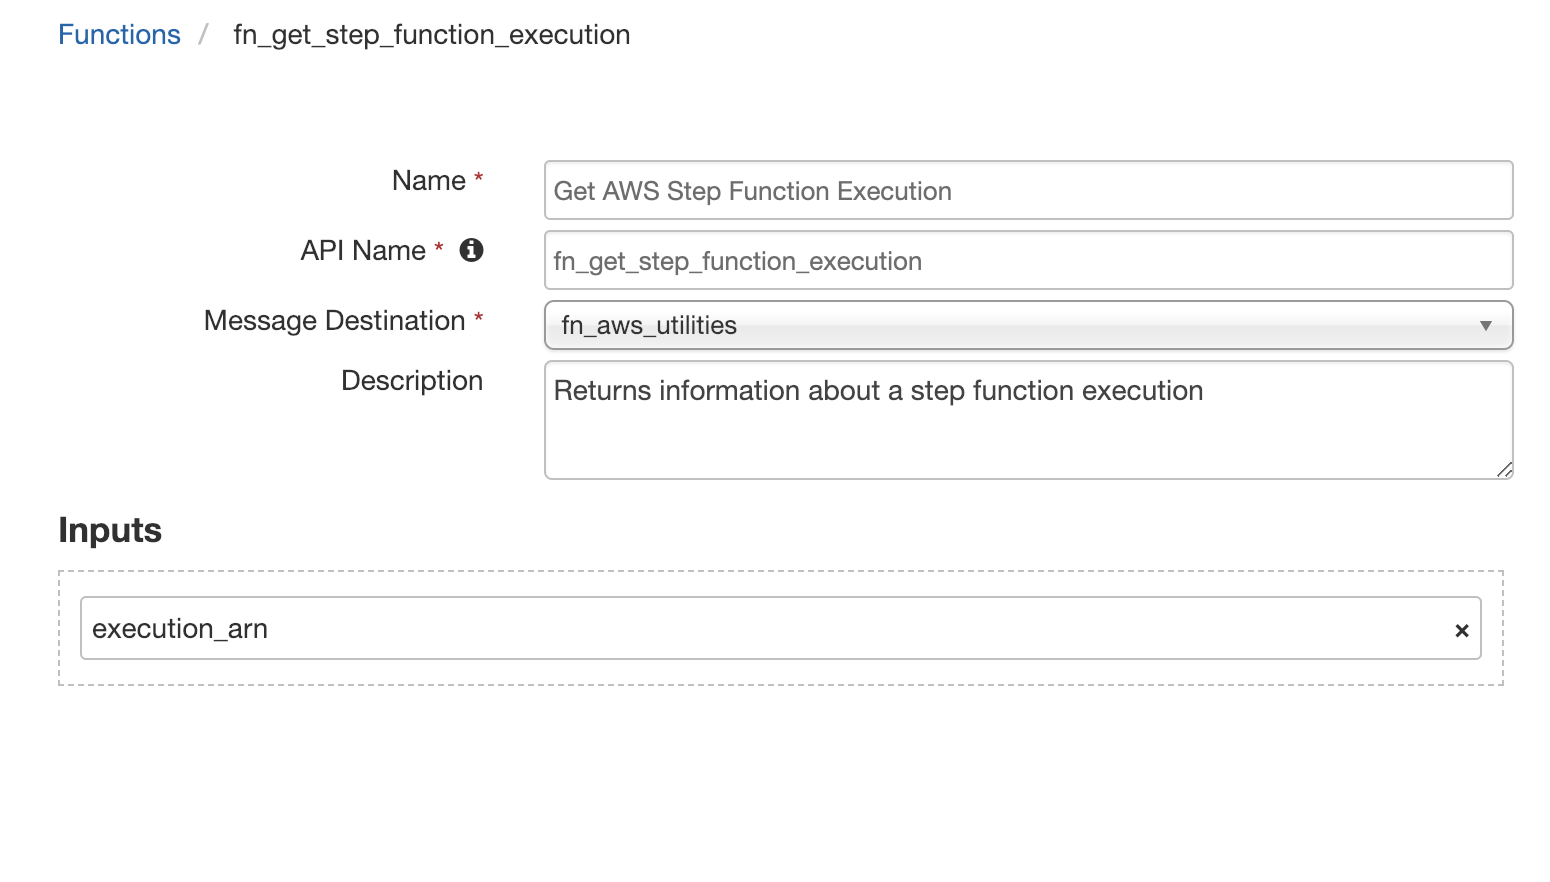 Functions / fn_get_step_function_execution
Name * Get AWS Step Function Execution
API Name * fn_get_step_function_execution
Message Destination * fn_aws_utilities
Description Returns information about a step function execution
Inputs
execution_arn ×